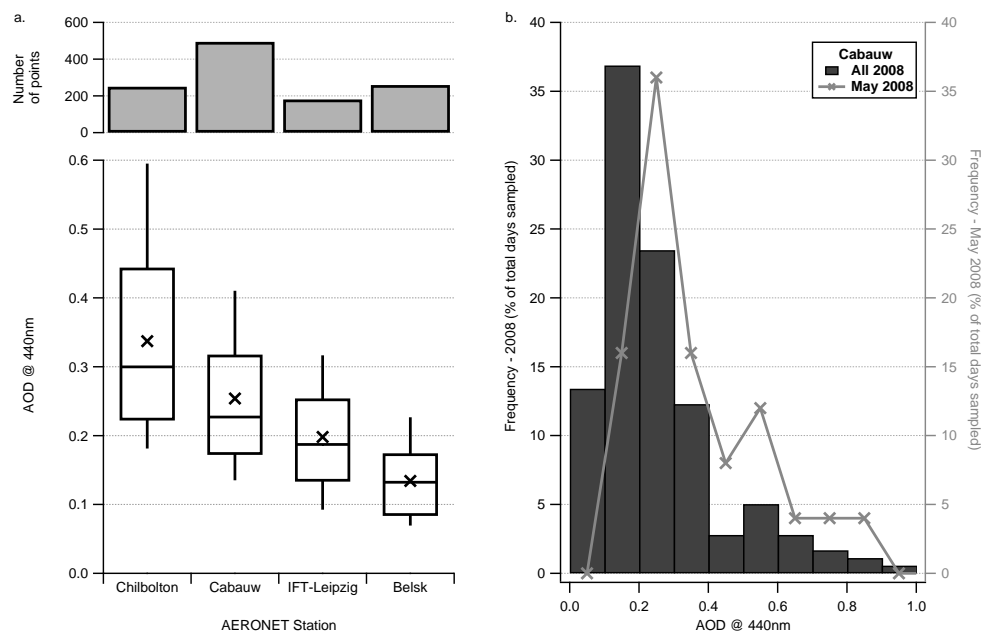 a.
Number
of points
600
400
200
0
AOD @ 440nm
0.6
0.5
0.4
0.3
0.2
0.1
0.0
Chilbolton Cabauw IFT-Leipzig Belsk
AERONET Station
b.
Frequency - 2008 (% of total days sampled)
40
35
30
25
20
15
10
5
0
Cabauw
All 2008
May 2008
40
35
30
25
20
15
10
5
0
Frequency - May 2008 (% of total days sampled)
0.0 0.2 0.4 0.6 0.8 1.0
AOD @ 440nm